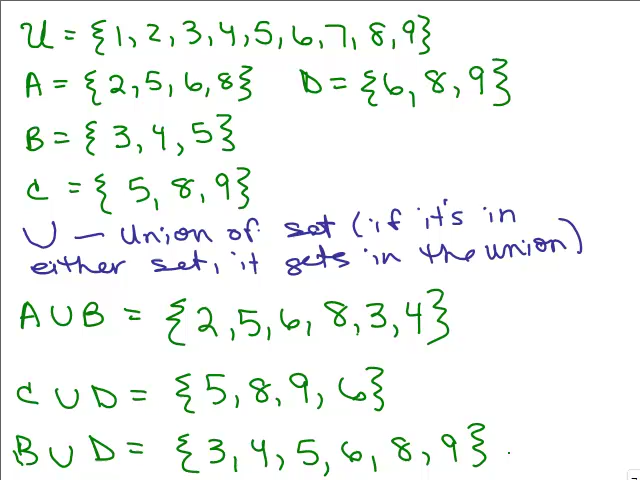 U = {1, 2, 3, 4, 5, 6, 7, 8, 9}
A = {2, 5, 6, 8} D = {6, 8, 9}
B = {3, 4, 5}
C = {5, 8, 9}
∪ — union of set (if it's in
either set, it gets in the union)
A ∪ B = {2, 5, 6, 8, 3, 4}
C ∪ D = {5, 8, 9, 6}
B ∪ D = {3, 4, 5, 6, 8, 9}